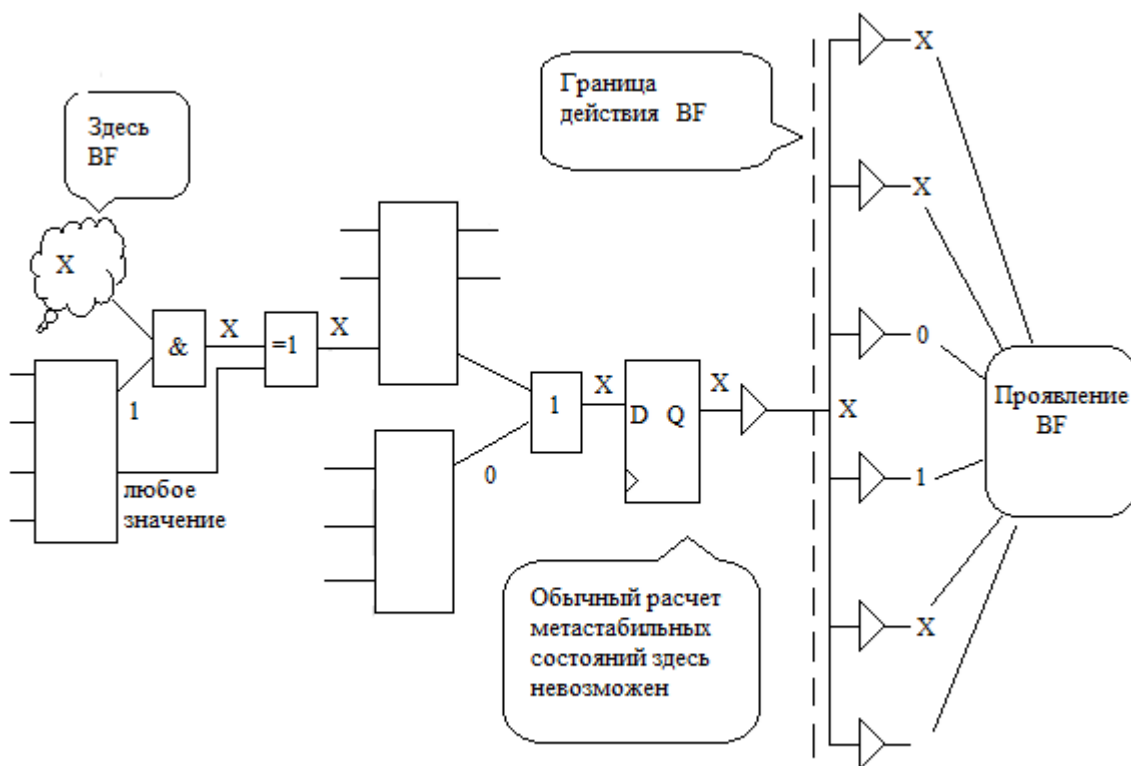 Здесь
BF
Граница
действия BF
X
X
X
X
X
&
=1
1
любое
значение
0
1
X
D Q
X
X
0
1
X
Проявление
BF
Обычный расчет
метастабильных
состояний здесь
невозможен